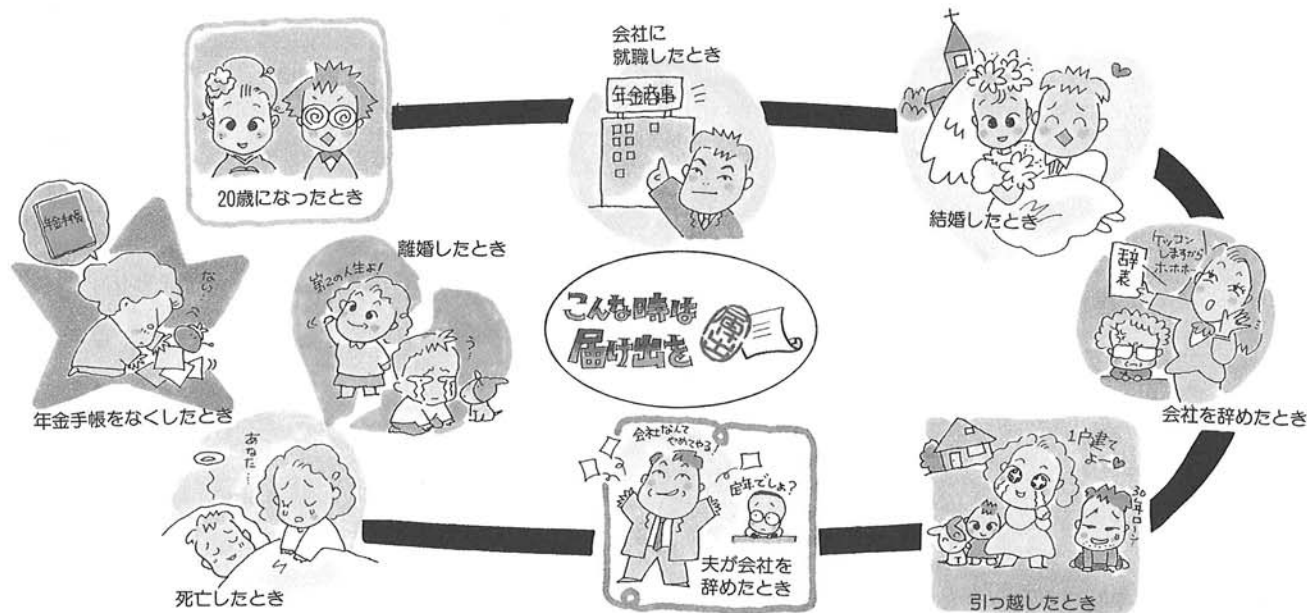 20歳になったとき
会社に
就職したとき
年金商事
結婚したとき
ケッコン
しますから
ホホホー
辞表
会社を辞めたとき
1戸建て
よー♡
30年ローン
引っ越したとき
会社なんて
やめてやる!
定年でしょ?
夫が会社を
辞めたとき
あなた…
死亡したとき
年金手帳
ない…
年金手帳をなくしたとき
離婚したとき
第2の人生よ!
う…
こんな時は
届け出を
届出